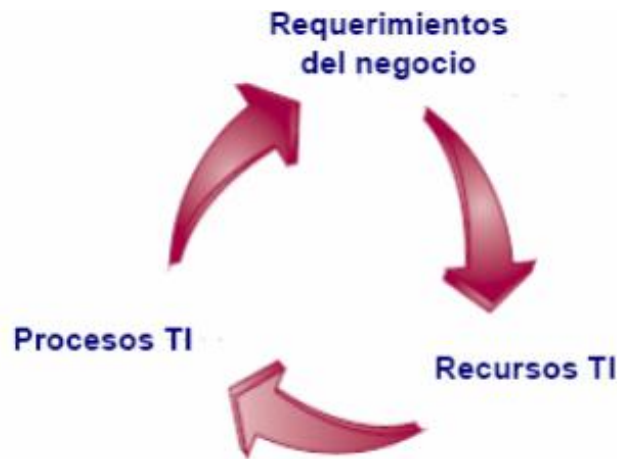 Requerimientos
del negocio
Procesos TI
Recursos TI